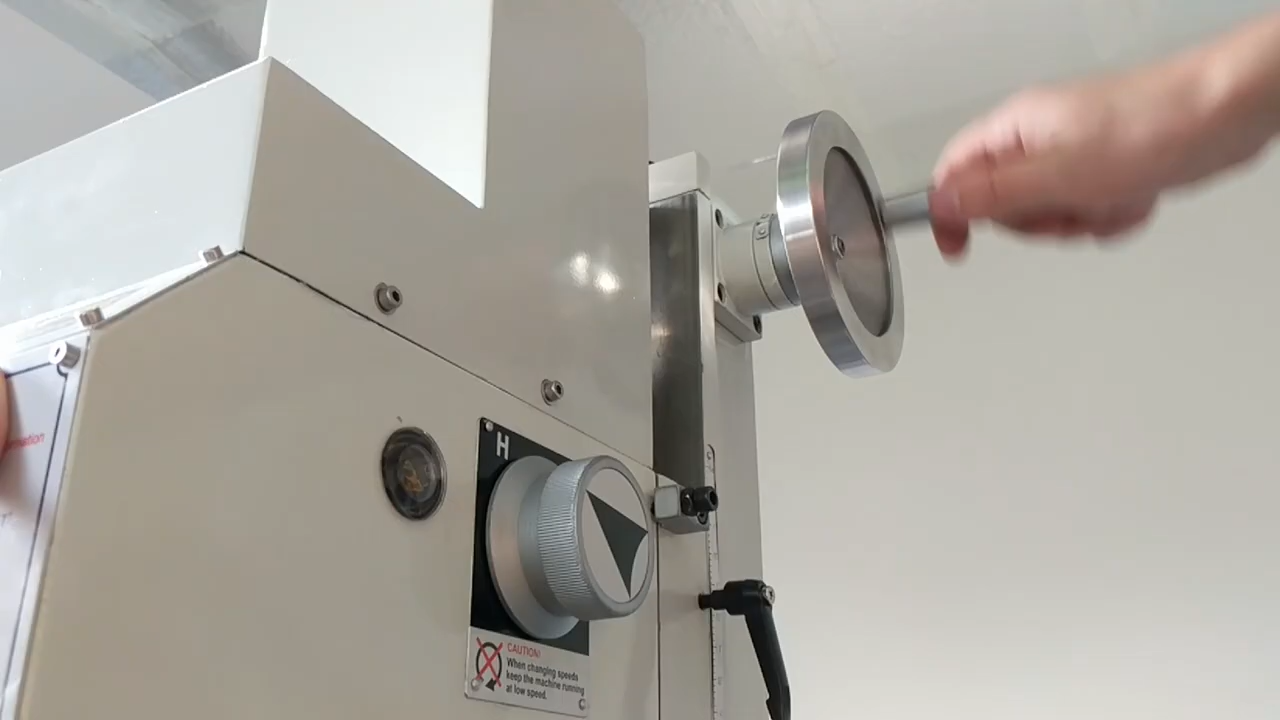 H
CAUTION!
When changing speeds
keep the machine running
at low speed.